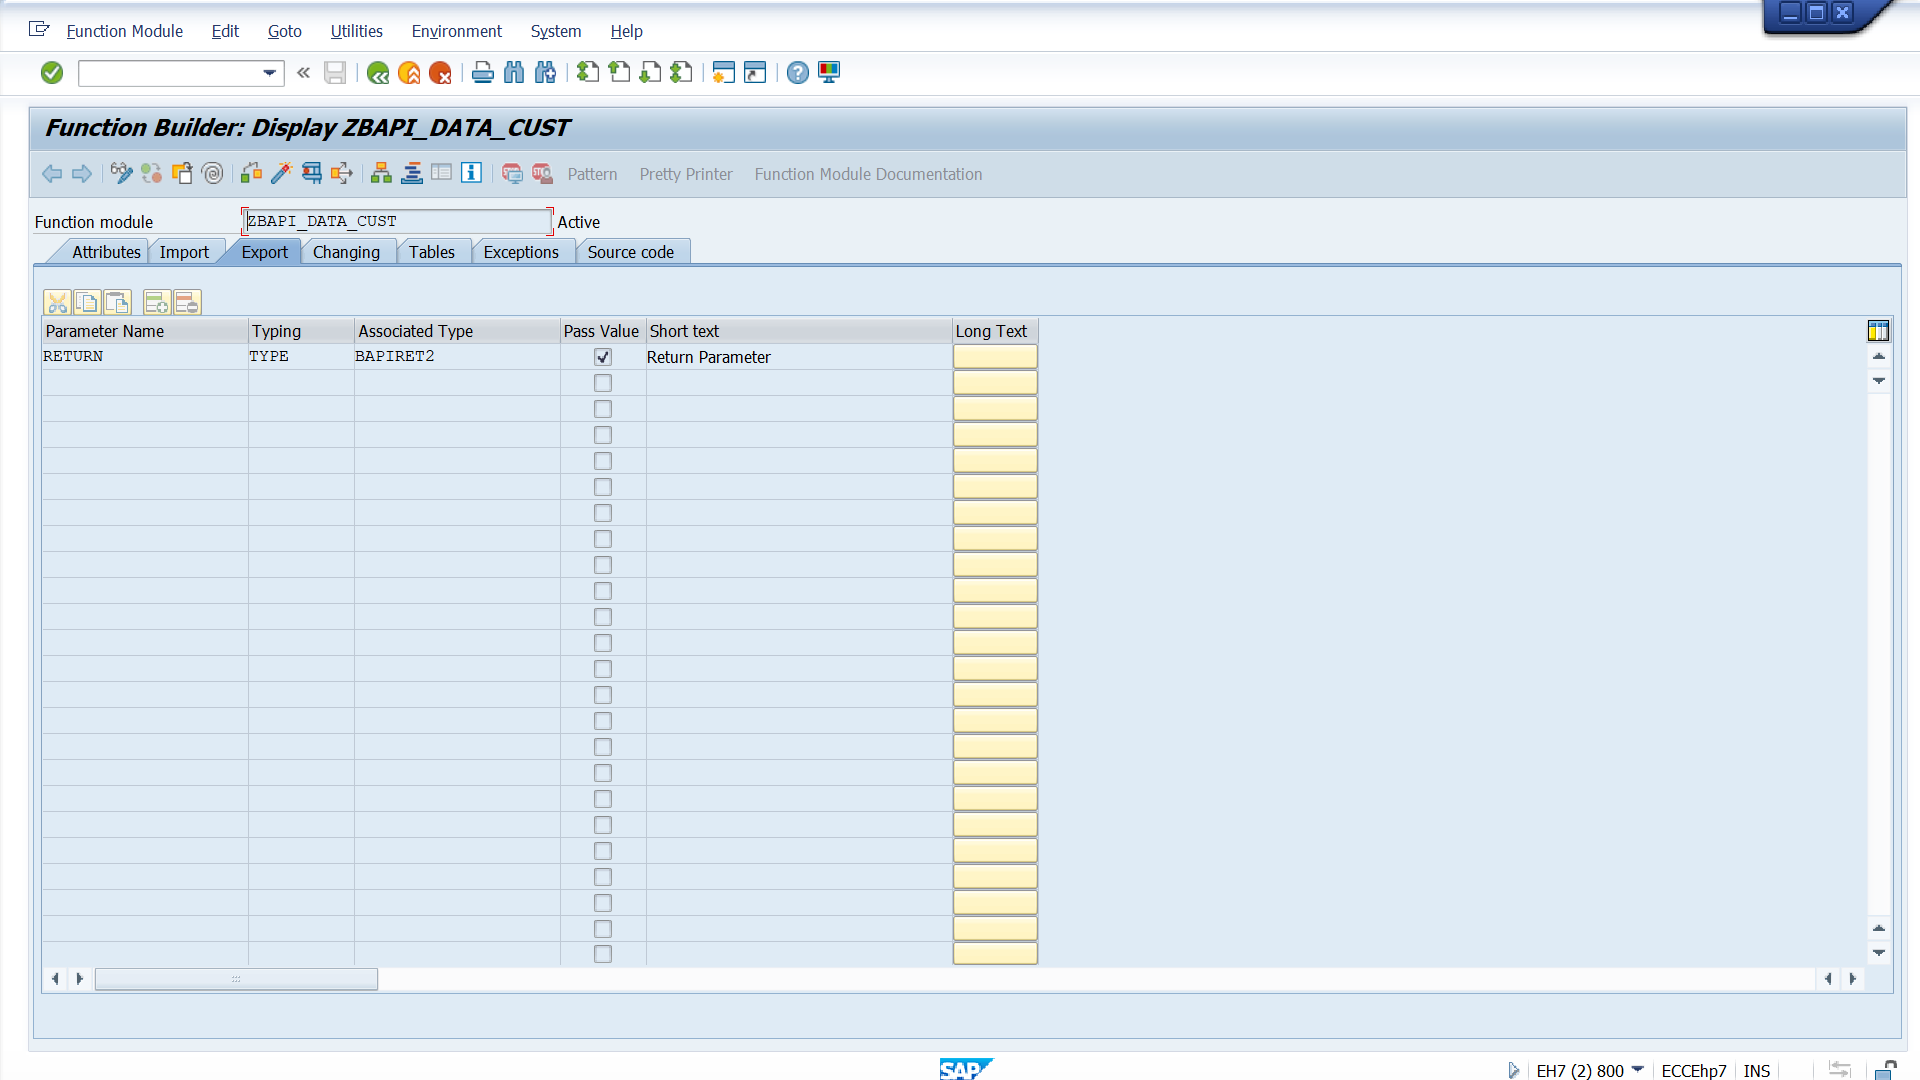 Function Module Edit Goto Utilities Environment System Help
Function Builder: Display ZBAPI_DATA_CUST
Pattern Pretty Printer Function Module Documentation
Function module ZBAPI_DATA_CUST Active
Attributes Import Export Changing Tables Exceptions Source code
Parameter Name Typing Associated Type Pass Value Short text Long Text
RETURN TYPE BAPIRET2 Return Parameter
SAP EH7 (2) 800 ECCEhp7 INS